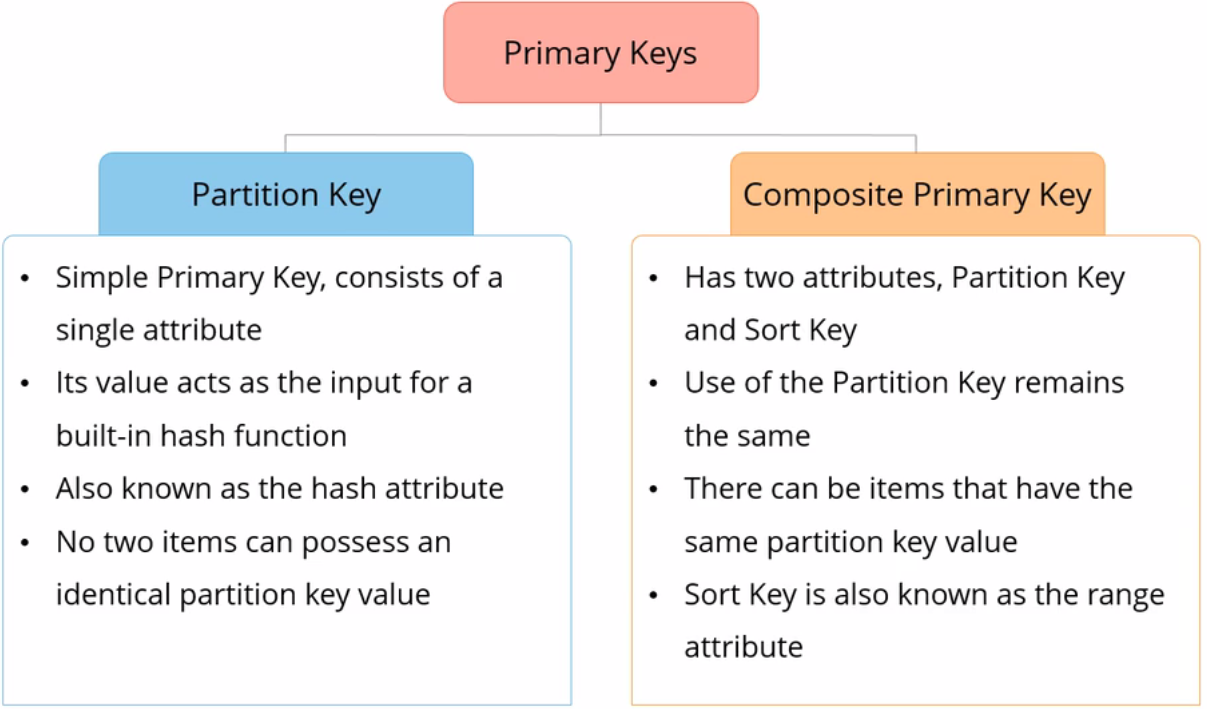 Primary Keys
Partition Key
• Simple Primary Key, consists of a
single attribute
• Its value acts as the input for a
built-in hash function
• Also known as the hash attribute
• No two items can possess an
identical partition key value
Composite Primary Key
• Has two attributes, Partition Key
and Sort Key
• Use of the Partition Key remains
the same
• There can be items that have the
same partition key value
• Sort Key is also known as the range
attribute